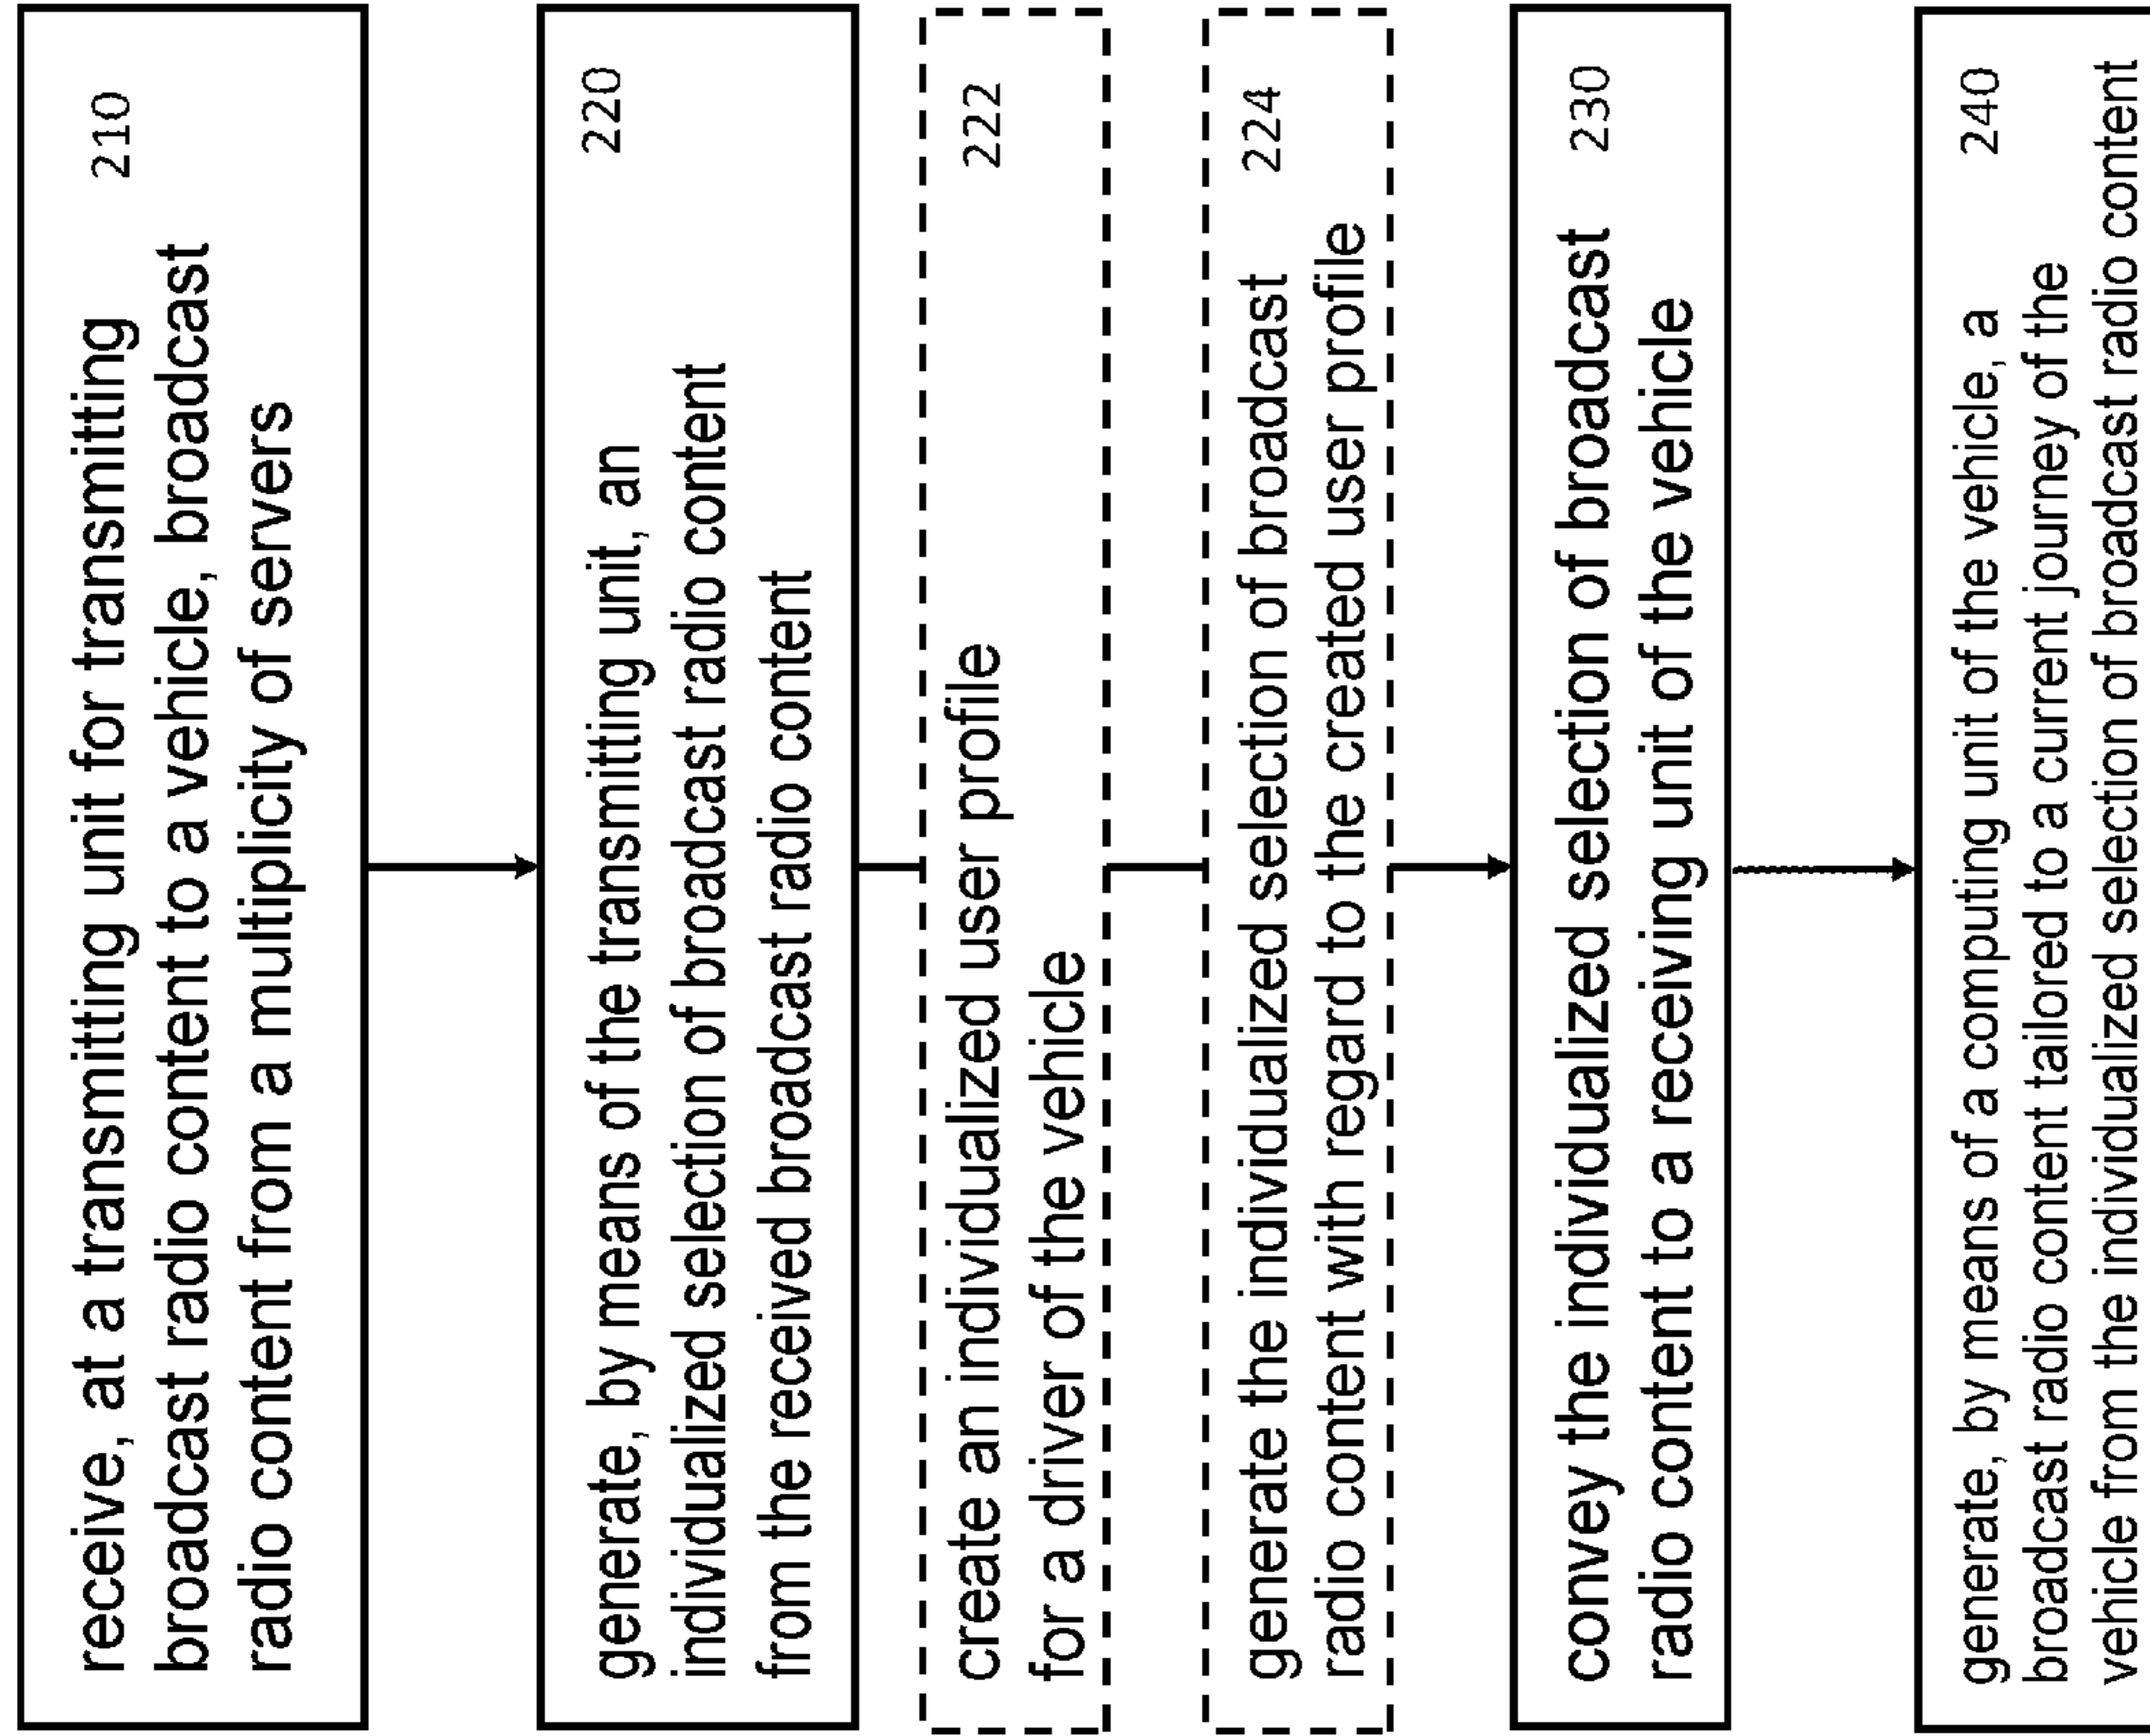 receive, at a transmitting unit for transmitting 210
broadcast radio content to a vehicle, broadcast
radio content from a multiplicity of servers
generate, by means of the transmitting unit, an 220
individualized selection of broadcast radio content
from the received broadcast radio content
create an individualized user profile 222
for a driver of the vehicle
generate the individualized selection of broadcast 224
radio content with regard to the created user profile
convey the individualized selection of broadcast 230
radio content to a receiving unit of the vehicle
generate, by means of a computing unit of the vehicle, a 240
broadcast radio content tailored to a current journey of the
vehicle from the individualized selection of broadcast radio content